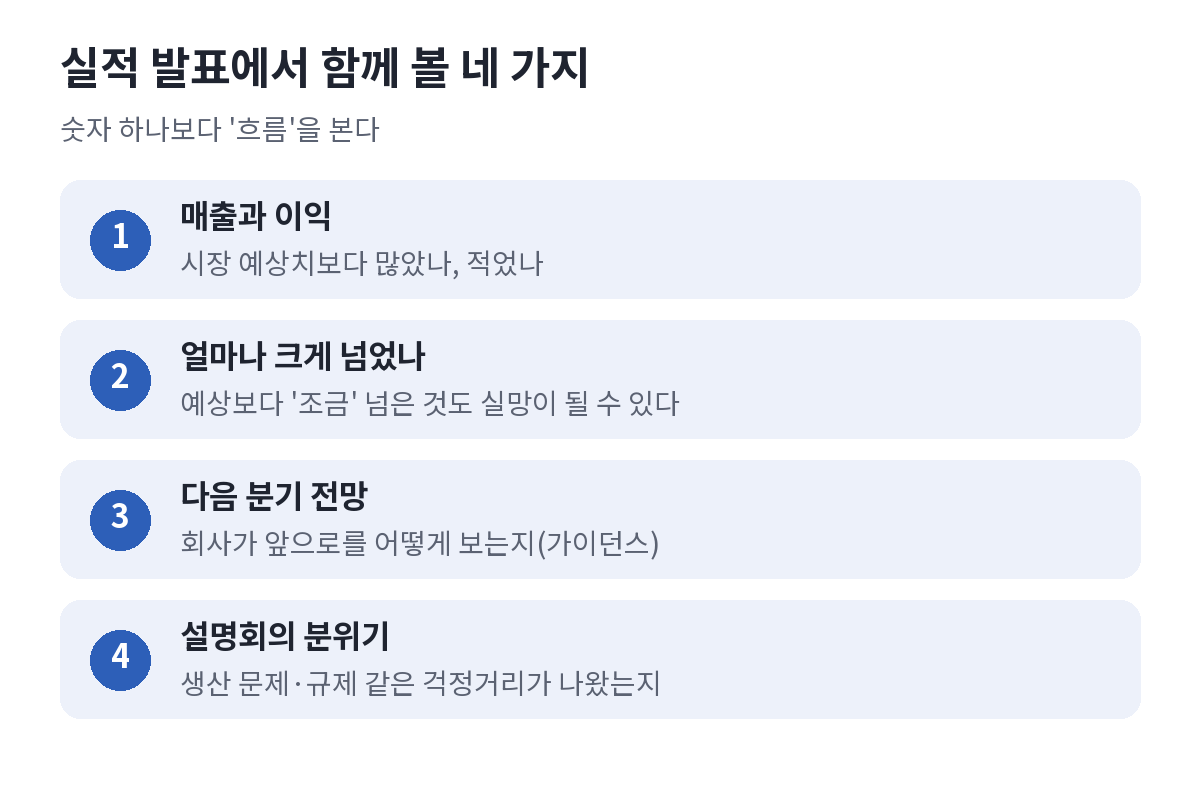 실적 발표에서 함께 볼 네 가지
숫자 하나보다 '흐름'을 본다
1
매출과 이익
시장 예상치보다 많았나, 적었나
2
얼마나 크게 넘었나
예상보다 '조금' 넘은 것도 실망이 될 수 있다
3
다음 분기 전망
회사가 앞으로를 어떻게 보는지(가이던스)
4
설명회의 분위기
생산 문제·규제 같은 걱정거리가 나왔는지